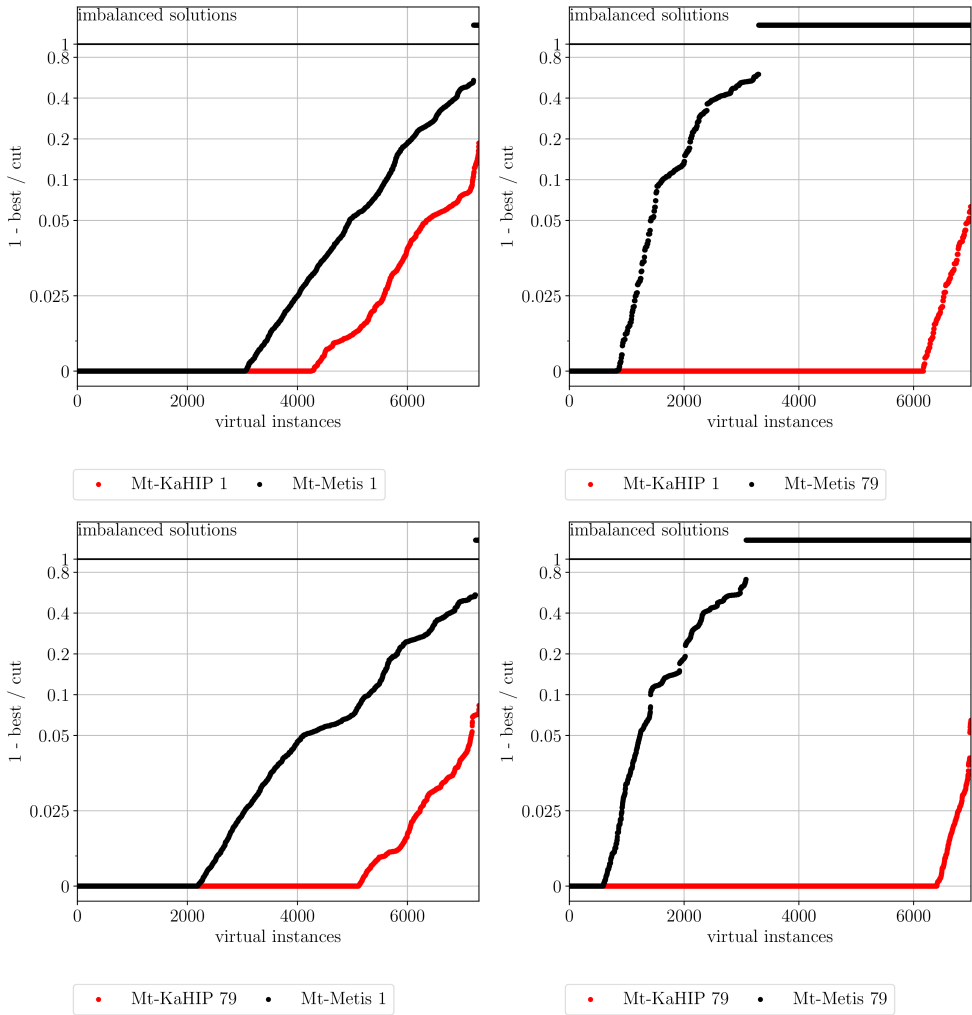 imbalanced solutions
1
0.8
0.4
0.2
0.1
0.05
0.025
0
1 - best / cut
0 2000 4000 6000
virtual instances
Mt-KaHIP 1 Mt-Metis 1
imbalanced solutions
1
0.8
0.4
0.2
0.1
0.05
0.025
0
1 - best / cut
0 2000 4000 6000
virtual instances
Mt-KaHIP 1 Mt-Metis 79
imbalanced solutions
1
0.8
0.4
0.2
0.1
0.05
0.025
0
1 - best / cut
0 2000 4000 6000
virtual instances
Mt-KaHIP 79 Mt-Metis 1
imbalanced solutions
1
0.8
0.4
0.2
0.1
0.05
0.025
0
1 - best / cut
0 2000 4000 6000
virtual instances
Mt-KaHIP 79 Mt-Metis 79